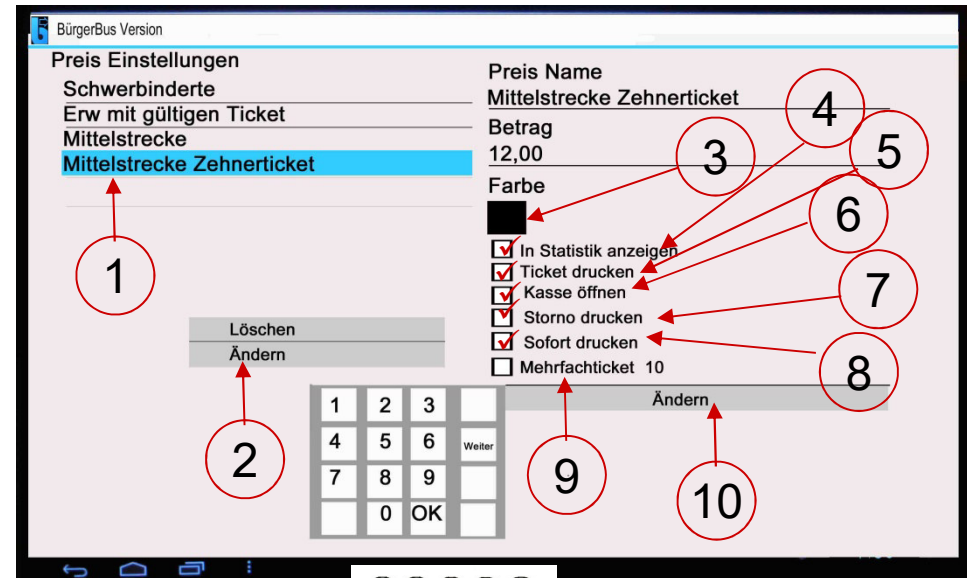 BürgerBus Version
Preis Einstellungen
Schwerbinderte
Erw mit gültigen Ticket
Mittelstrecke
Mittelstrecke Zehnerticket
1
Löschen
Ändern
2
Preis Name
Mittelstrecke Zehnerticket
Betrag
12,00
Farbe
In Statistik anzeigen
Ticket drucken
Kasse öffnen
Storno drucken
Sofort drucken
Mehrfachticket 10
Ändern
3
4
5
6
7
8
9
10
1 2 3
4 5 6 Weiter
7 8 9
0 OK